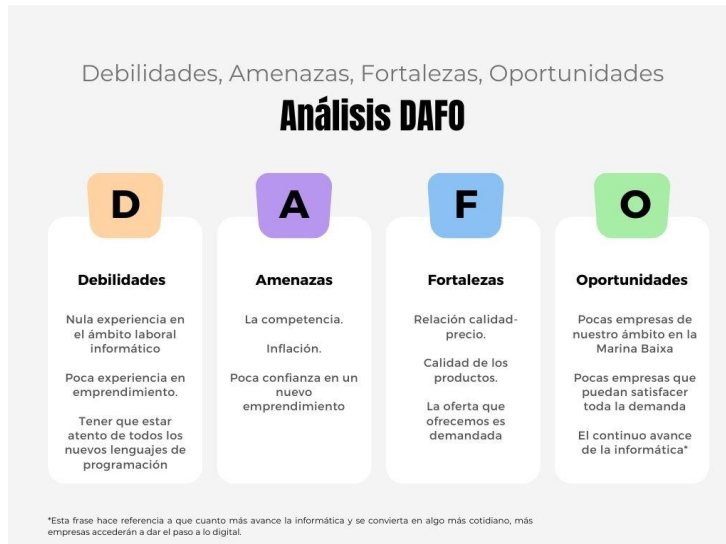 Debilidades, Amenazas, Fortalezas, Oportunidades
Análisis DAFO
D
Debilidades
Nula experiencia en
el ámbito laboral
informático
Poca experiencia en
emprendimiento.
Tener que estar
atento de todos los
nuevos lenguajes de
programación
A
Amenazas
La competencia.
Inflación.
Poca confianza en un
nuevo
emprendimiento
F
Fortalezas
Relación calidad-
precio.
Calidad de los
productos.
La oferta que
ofrecemos es
demandada
O
Oportunidades
Pocas empresas de
nuestro ámbito en la
Marina Baixa
Pocas empresas que
puedan satisfacer
toda la demanda
El continuo avance
de la informática*
*Esta frase hace referencia a que cuanto más avance la informática y se convierta en algo más cotidiano, más
empresas accederán a dar el paso a lo digital.